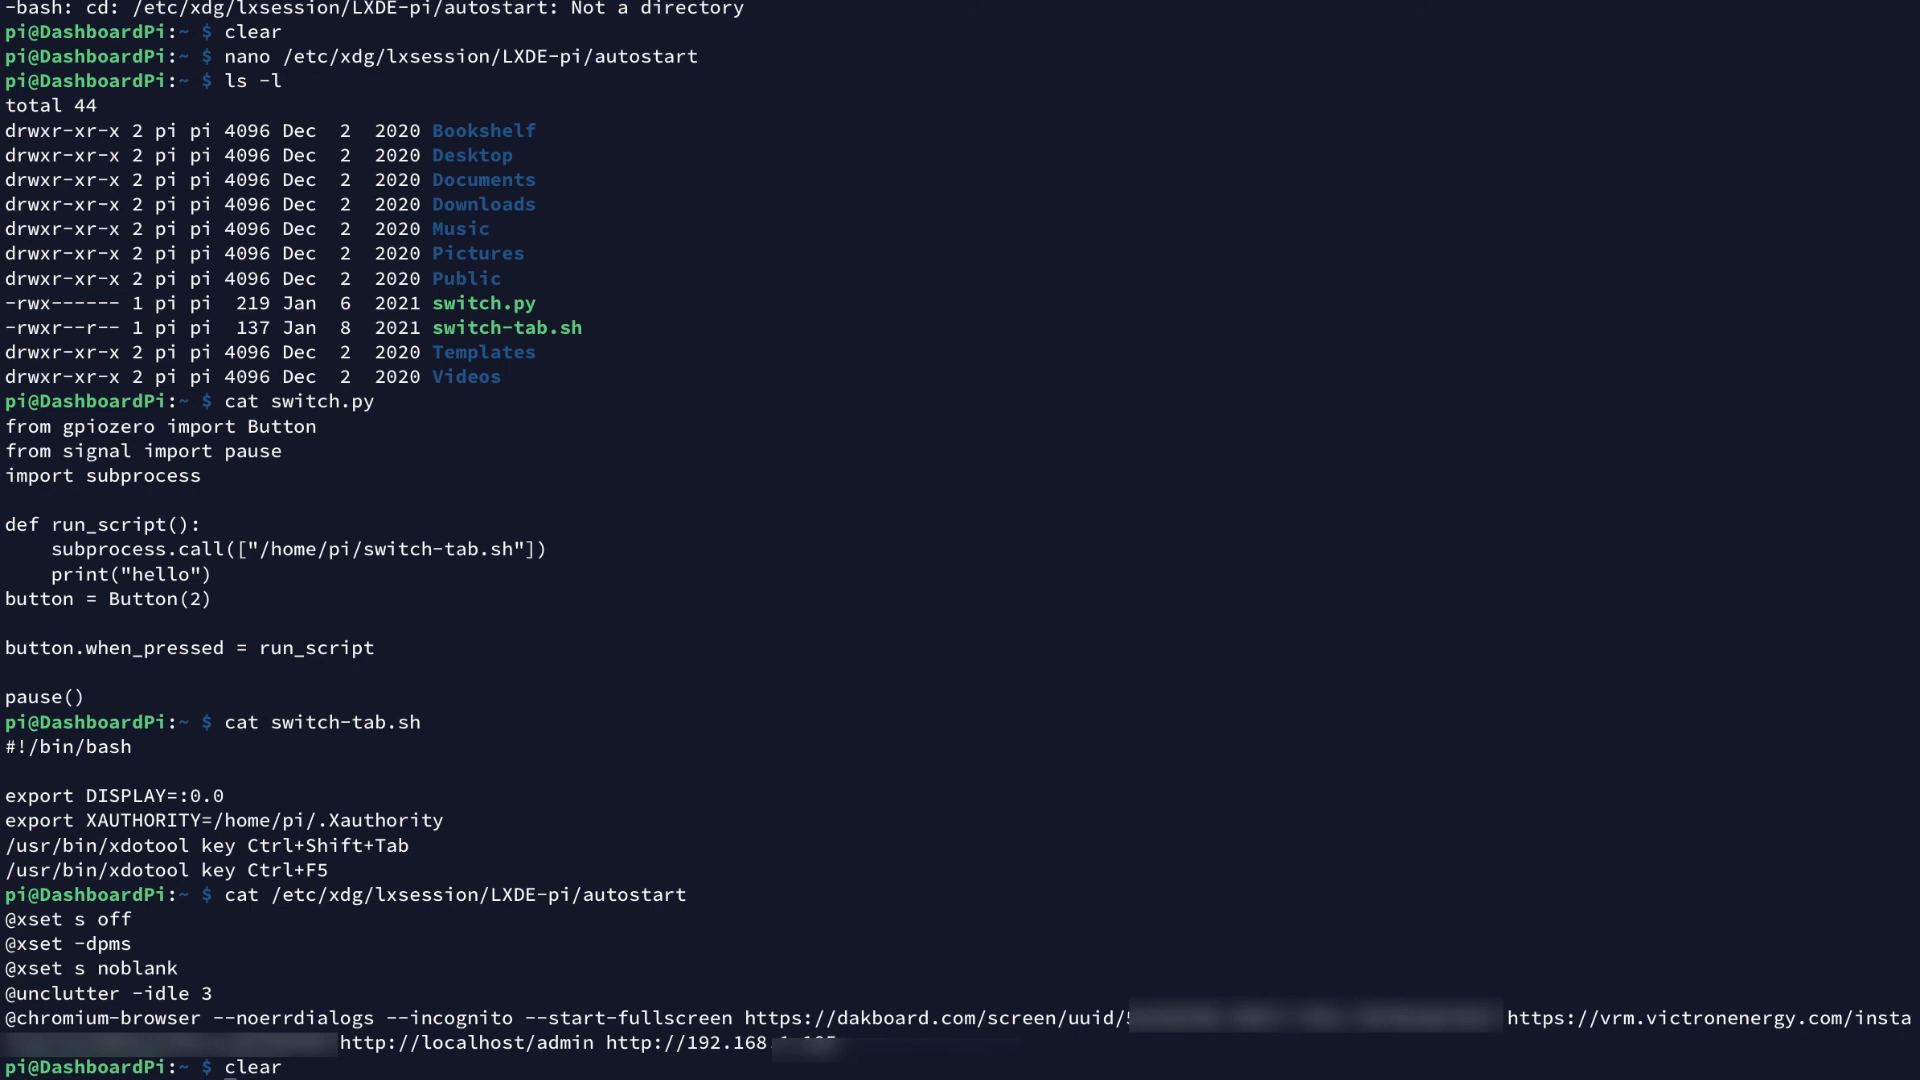 -bash: cd: /etc/xdg/lxsession/LXDE-pi/autostart: Not a directory
pi@DashboardPi:~ $ clear
pi@DashboardPi:~ $ nano /etc/xdg/lxsession/LXDE-pi/autostart
pi@DashboardPi:~ $ ls -l
total 44
drwxr-xr-x 2 pi pi 4096 Dec  2  2020 Bookshelf
drwxr-xr-x 2 pi pi 4096 Dec  2  2020 Desktop
drwxr-xr-x 2 pi pi 4096 Dec  2  2020 Documents
drwxr-xr-x 2 pi pi 4096 Dec  2  2020 Downloads
drwxr-xr-x 2 pi pi 4096 Dec  2  2020 Music
drwxr-xr-x 2 pi pi 4096 Dec  2  2020 Pictures
drwxr-xr-x 2 pi pi 4096 Dec  2  2020 Public
-rwx------ 1 pi pi  219 Jan  6  2021 switch.py
-rwxr--r-- 1 pi pi  137 Jan  8  2021 switch-tab.sh
drwxr-xr-x 2 pi pi 4096 Dec  2  2020 Templates
drwxr-xr-x 2 pi pi 4096 Dec  2  2020 Videos
pi@DashboardPi:~ $ cat switch.py
from gpiozero import Button
from signal import pause
import subprocess
def run_script():
    subprocess.call(["/home/pi/switch-tab.sh"])
    print("hello")
button = Button(2)
button.when_pressed = run_script
pause()
pi@DashboardPi:~ $ cat switch-tab.sh
#!/bin/bash
export DISPLAY=:0.0
export XAUTHORITY=/home/pi/.Xauthority
/usr/bin/xdotool key Ctrl+Shift+Tab
/usr/bin/xdotool key Ctrl+F5
pi@DashboardPi:~ $ cat /etc/xdg/lxsession/LXDE-pi/autostart
@xset s off
@xset -dpms
@xset s noblank
@unclutter -idle 3
@chromium-browser --noerrdialogs --incognito --start-fullscreen https://dakboard.com/screen/uuid/ https://vrm.victronenergy.com/insta
http://localhost/admin http://192.168
pi@DashboardPi:~ $ clear